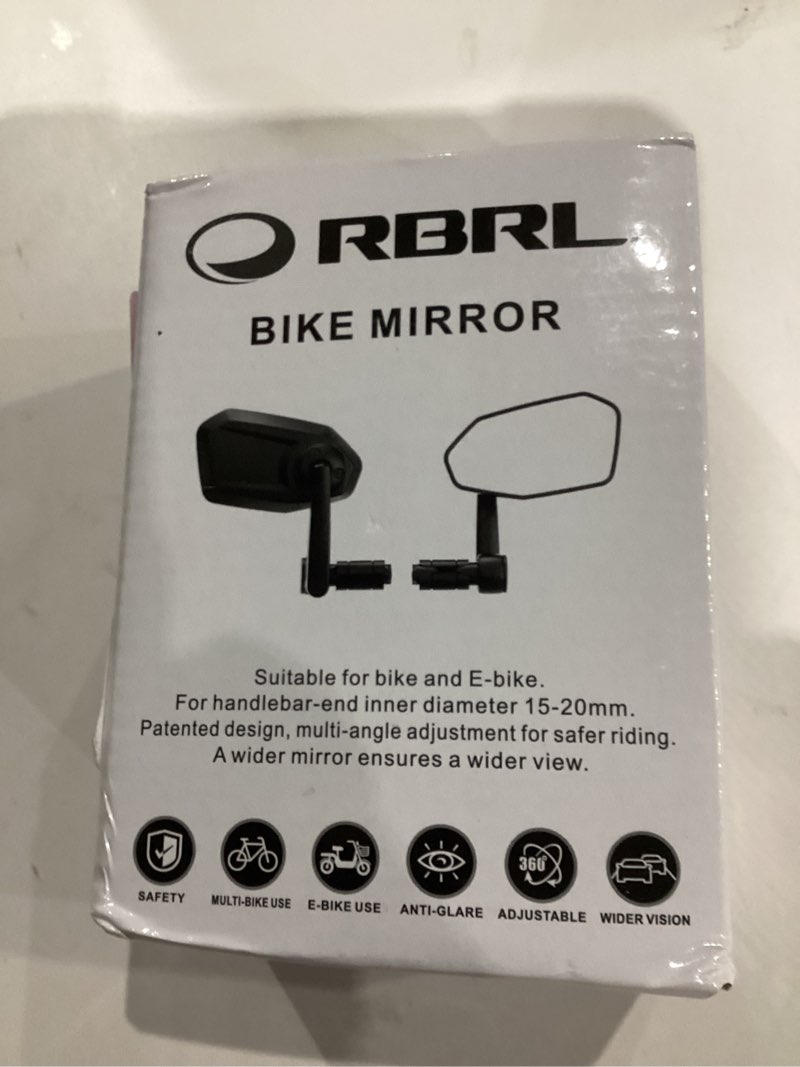 RBRL
BIKE MIRROR
Suitable for bike and E-bike.
For handlebar-end inner diameter 15-20mm.
Patented design, multi-angle adjustment for safer riding.
A wider mirror ensures a wider view.
360°
SAFETY MULTI-BIKE USE E-BIKE USE ANTI-GLARE ADJUSTABLE WIDER VISION